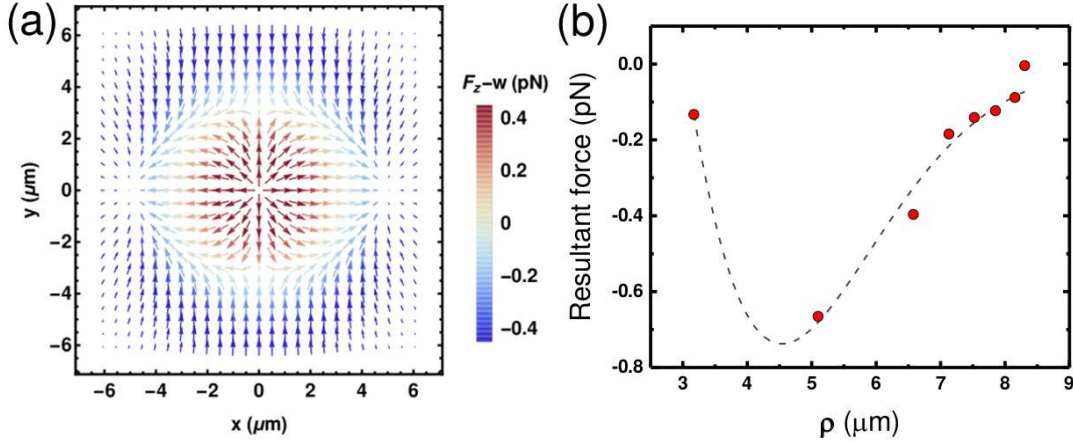 (a)
6
4
2
0
−2
−4
−6
y (μm)
−6 −4 −2 0 2 4 6
x (μm)
Fz−w (pN)
0.4
0.2
0
−0.2
−0.4
(b)
0.0
-0.2
-0.4
-0.6
-0.8
Resultant force (pN)
3 4 5 6 7 8 9
ρ (μm)